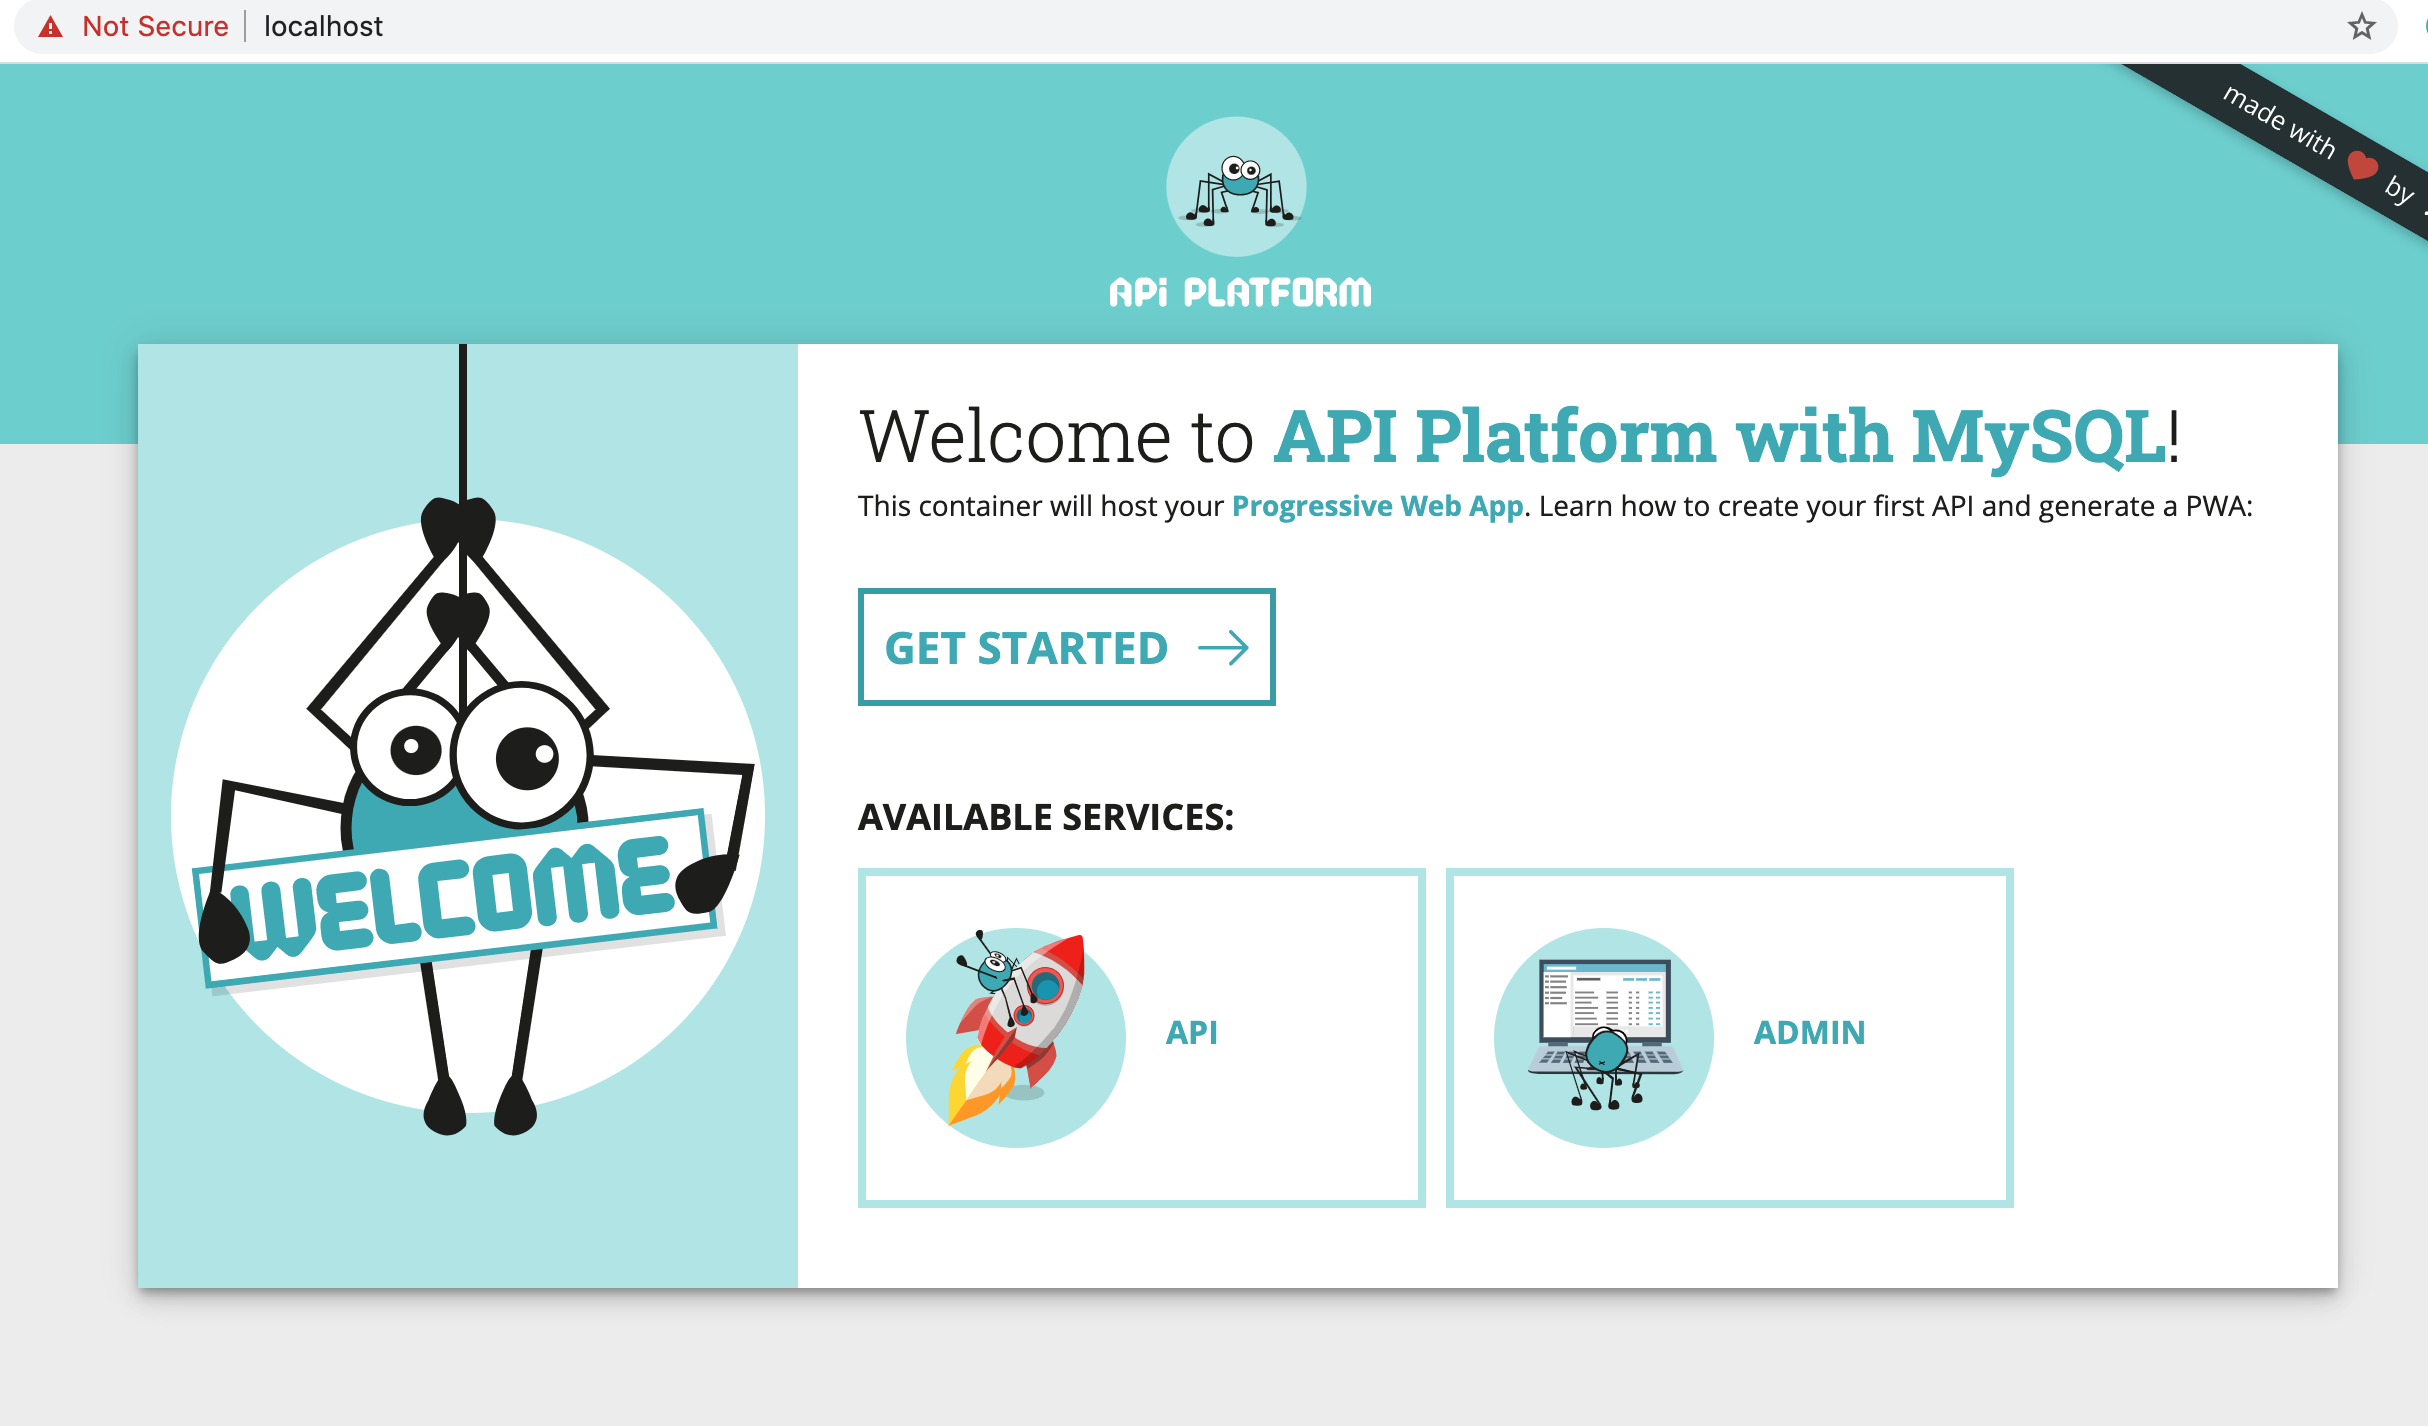 Not Secure localhost
made with
by
APi PLATFORM
Welcome to API Platform with MySQL!
This container will host your Progressive Web App. Learn how to create your first API and generate a PWA:
GET STARTED
WELCOME
AVAILABLE SERVICES:
API
ADMIN